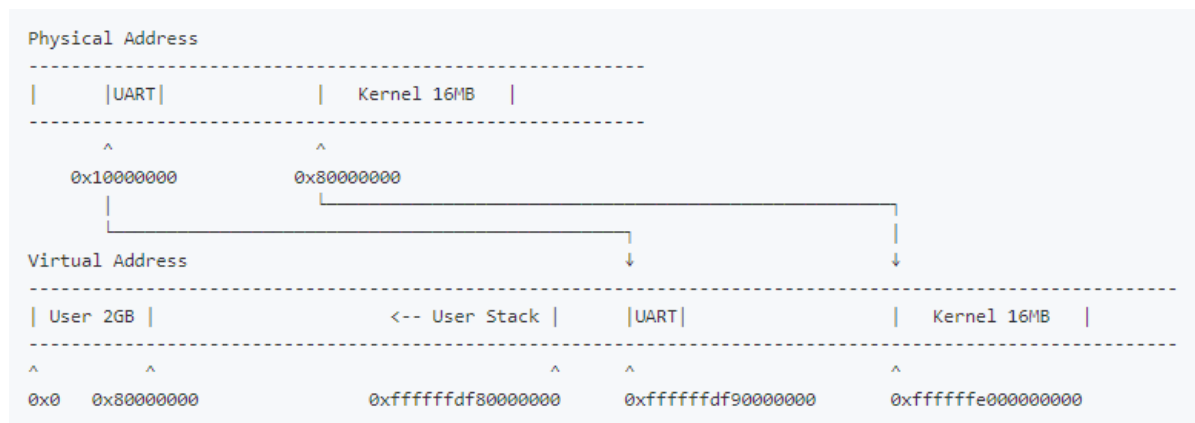 Physical Address
----------------------------------------------------------
|      |UART|              |   Kernel 16MB   |
----------------------------------------------------------
^ ^
0x10000000 0x80000000
Virtual Address
↓ ↓
------------------------------------------------------------------------------------------------------------
| User 2GB |                      <-- User Stack |      |UART|                   |   Kernel 16MB   |
------------------------------------------------------------------------------------------------------------
^ ^ ^ ^ ^
0x0 0x80000000 0xffffffdf80000000 0xffffffdf90000000 0xffffffe000000000